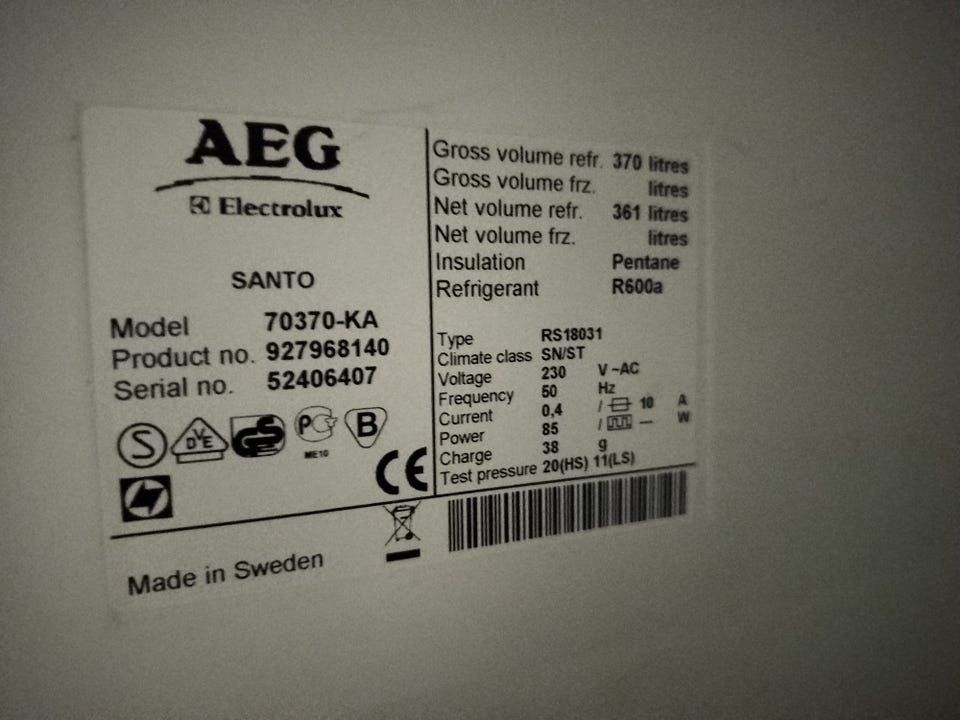 AEG
Electrolux
SANTO
Model 70370-KA
Product no. 927968140
Serial no. 52406407
S
DVE
GS
PC
ME10
B
CE
Gross volume refr. 370 litres
Gross volume frz. litres
Net volume refr. 361 litres
Net volume frz. litres
Insulation Pentane
Refrigerant R600a
Type RS18031
Climate class SN/ST
Voltage 230 V ~AC
Frequency 50 Hz
Current 0,4 / 10 A
Power 85 / — W
Charge 38 g
Test pressure 20(HS) 11(LS)
Made in Sweden